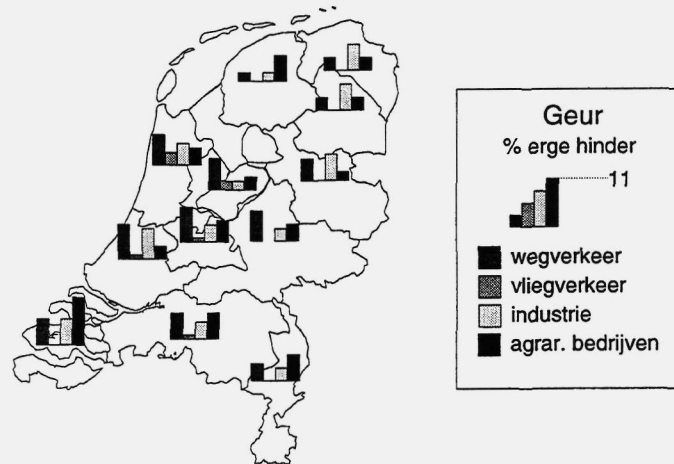 Geur
% erge hinder
11
wegverkeer
vliegverkeer
industrie
agrar. bedrijven